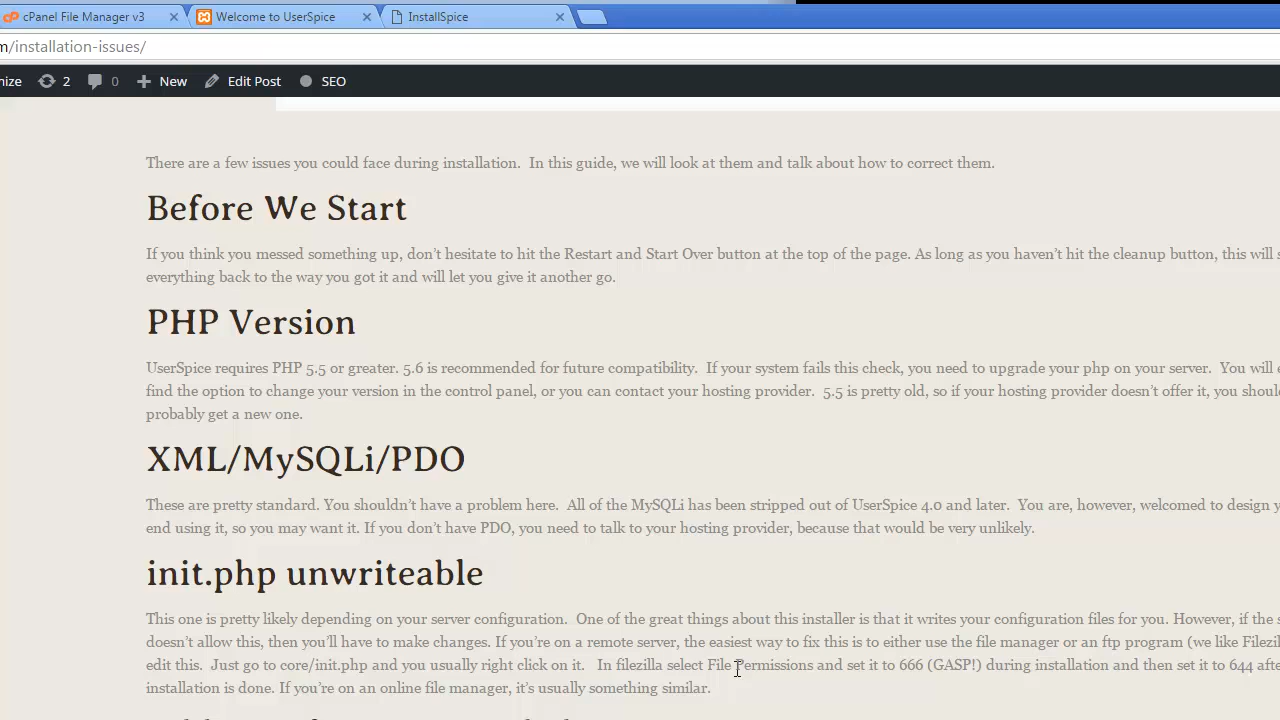 cPanel File Manager v3
Welcome to UserSpice
InstallSpice
/installation-issues/
2
0
New
Edit Post
SEO
There are a few issues you could face during installation.  In this guide, we will look at them and talk about how to correct them.
Before We Start
If you think you messed something up, don’t hesitate to hit the Restart and Start Over button at the top of the page. As long as you haven’t hit the cleanup button, this will
everything back to the way you got it and will let you give it another go.
PHP Version
UserSpice requires PHP 5.5 or greater. 5.6 is recommended for future compatibility.  If your system fails this check, you need to upgrade your php on your server.  You will
find the option to change your version in the control panel, or you can contact your hosting provider.  5.5 is pretty old, so if your hosting provider doesn’t offer it, you
probably get a new one.
XML/MySQLi/PDO
These are pretty standard. You shouldn’t have a problem here.  All of the MySQLi has been stripped out of UserSpice 4.0 and later.  You are, however, welcomed to design
end using it, so you may want it. If you don’t have PDO, you need to talk to your hosting provider, because that would be very unlikely.
init.php unwriteable
This one is pretty likely depending on your server configuration.  One of the great things about this installer is that it writes your configuration files for you. However, if the
doesn’t allow this, then you’ll have to make changes. If you’re on a remote server, the easiest way to fix this is to either use the file manager or an ftp program (we like
edit this.  Just go to core/init.php and you usually right click on it.   In filezilla select File Permissions and set it to 666 (GASP!) during installation and then set it to 644
installation is done. If you’re on an online file manager, it’s usually something similar.